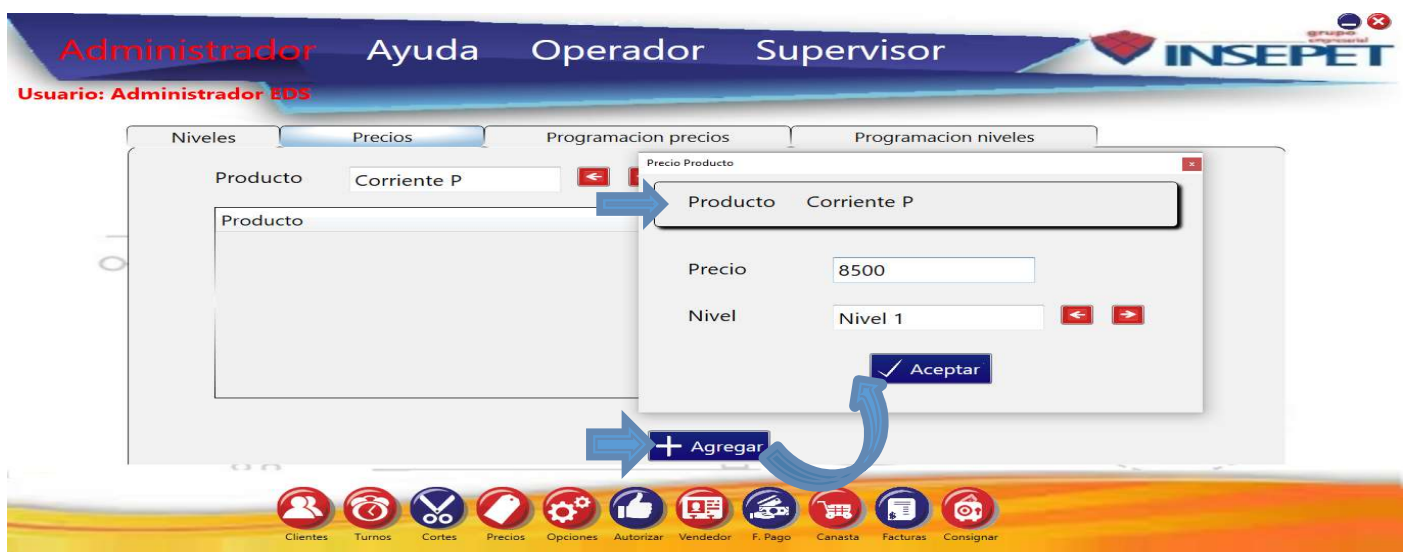 Administrador Ayuda Operador Supervisor
grupo
empresarial
INSEPET
Usuario: Administrador EDS
Niveles Precios Programacion precios Programacion niveles
Producto Corriente P
Producto
Precio Producto
Producto Corriente P
Precio 8500
Nivel Nivel 1
Aceptar
Agregar
Clientes Turnos Cortes Precios Opciones Autorizar Vendedor F. Pago Canasta Facturas Consignar